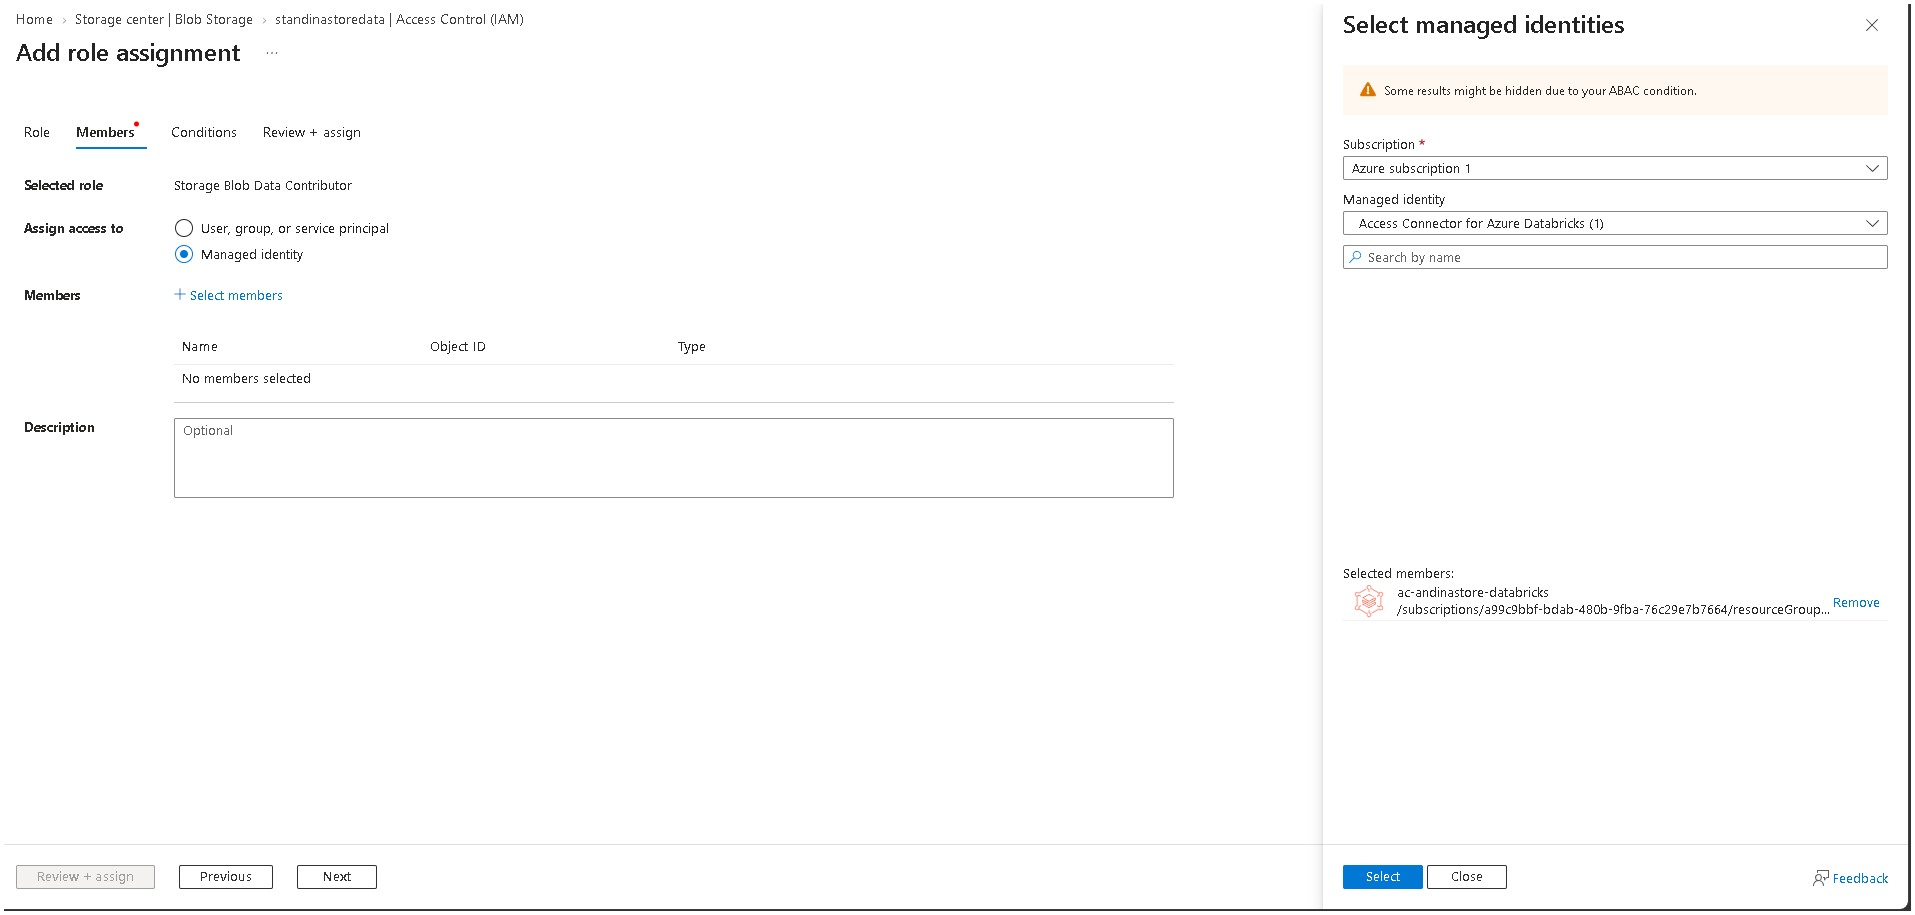 Home > Storage center | Blob Storage > standinastoredata | Access Control (IAM)
Add role assignment ...
Role Members Conditions Review + assign
Selected role Storage Blob Data Contributor
Assign access to User, group, or service principal
Managed identity
Members + Select members
Name Object ID Type
No members selected
Description Optional
Review + assign Previous Next
Select managed identities
Some results might be hidden due to your ABAC condition.
Subscription *
Azure subscription 1
Managed identity
Access Connector for Azure Databricks (1)
Search by name
Selected members:
ac-andinastore-databricks
/subscriptions/a99c9bbf-bdab-480b-9fba-76c29e7b7664/resourceGroup... Remove
Select Close Feedback